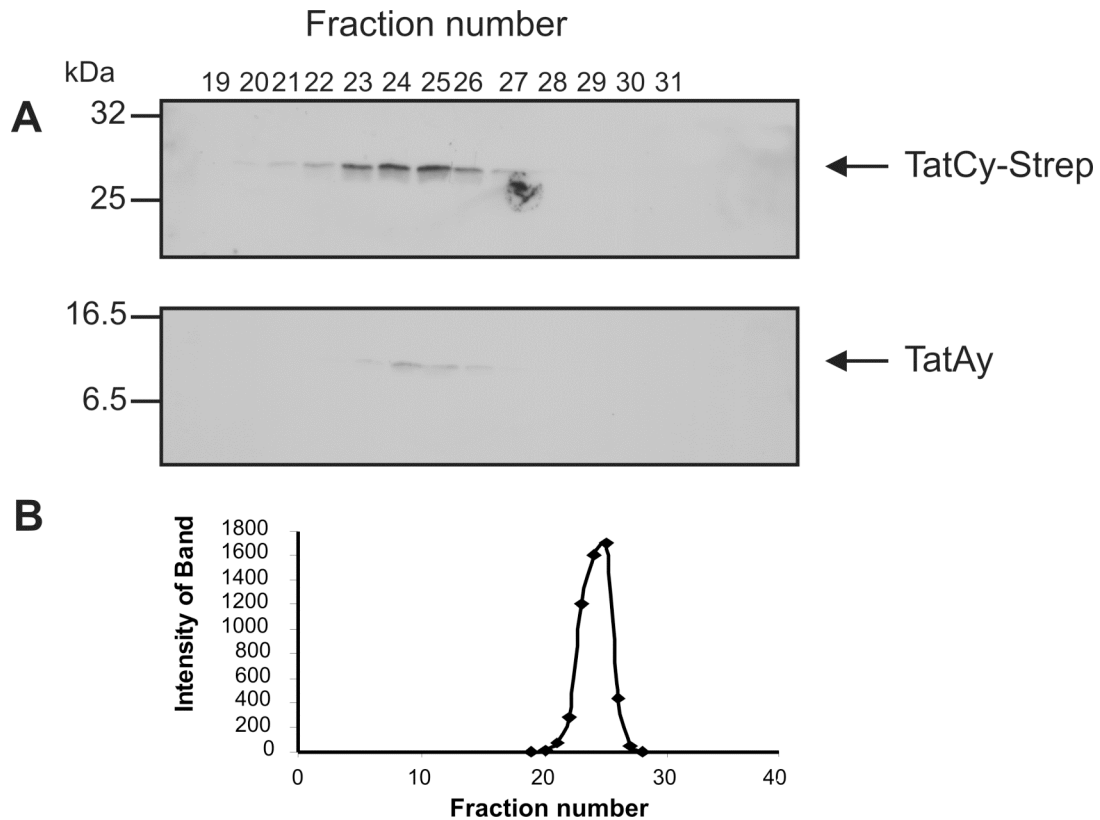 Fraction number
kDa
19 20 21 22 23 24 25 26 27 28 29 30 31
A
32
TatCy-Strep
25
16.5
TatAy
6.5
B
Intensity of Band
1800
1600
1400
1200
1000
800
600
400
200
0
0 10 20 30 40
Fraction number